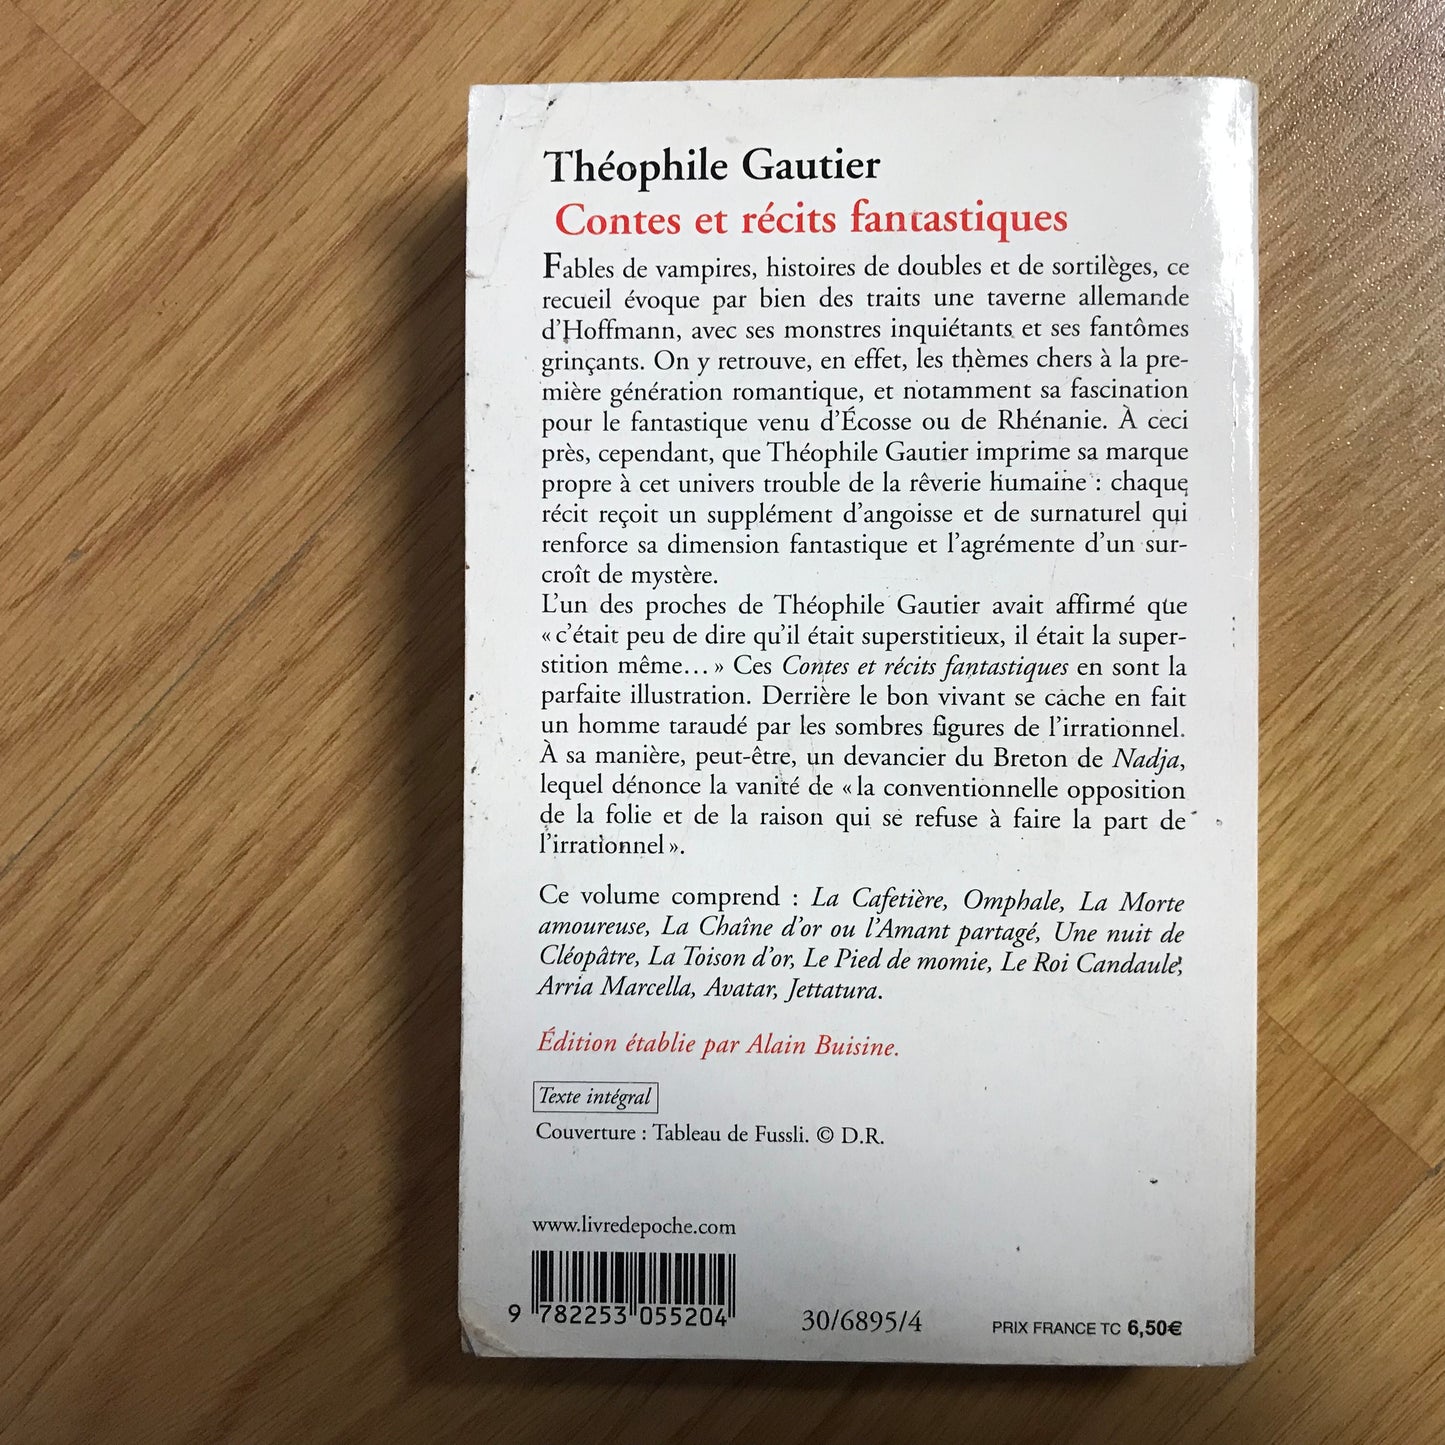 Théophile Gautier
Contes et récits fantastiques
Fables de vampires, histoires de doubles et de sortilèges, ce
recueil évoque par bien des traits une taverne allemande
d'Hoffmann, avec ses monstres inquiétants et ses fantômes
grinçants. On y retrouve, en effet, les thèmes chers à la pre-
mière génération romantique, et notamment sa fascination
pour le fantastique venu d'Écosse ou de Rhénanie. À ceci
près, cependant, que Théophile Gautier imprime sa marque
propre à cet univers trouble de la rêverie humaine : chaque
récit reçoit un supplément d'angoisse et de surnaturel qui
renforce sa dimension fantastique et l'agrémente d'un sur-
croît de mystère.
L'un des proches de Théophile Gautier avait affirmé que
« c'était peu de dire qu'il était superstitieux, il était la super-
stition même... » Ces Contes et récits fantastiques en sont la
parfaite illustration. Derrière le bon vivant se cache en fait
un homme taraudé par les sombres figures de l'irrationnel.
À sa manière, peut-être, un devancier du Breton de Nadja,
lequel dénonce la vanité de « la conventionnelle opposition
de la folie et de la raison qui se refuse à faire la part de
l'irrationnel ».
Ce volume comprend : La Cafetière, Omphale, La Morte
amoureuse, La Chaîne d'or ou l'Amant partagé, Une nuit de
Cléopâtre, La Toison d'or, Le Pied de momie, Le Roi Candaule,
Arria Marcella, Avatar, Jettatura.
Édition établie par Alain Buisine.
Texte intégral
Couverture : Tableau de Fussli. © D.R.
www.livredepoche.com
9 782253 055204
30/6895/4
PRIX FRANCE TC 6,50€